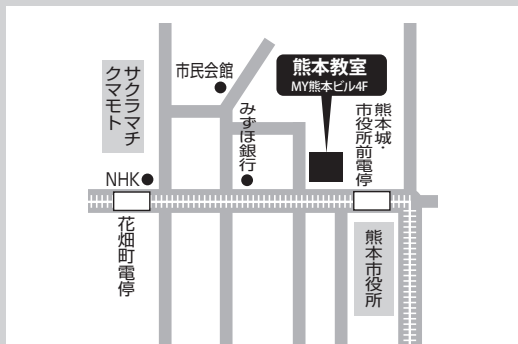 サクラマチ
クマモト
市民会館
熊本教室
MY熊本ビル4F
みずほ銀行
熊本城・
市役所前電停
NHK
花畑町電停
熊本市役所